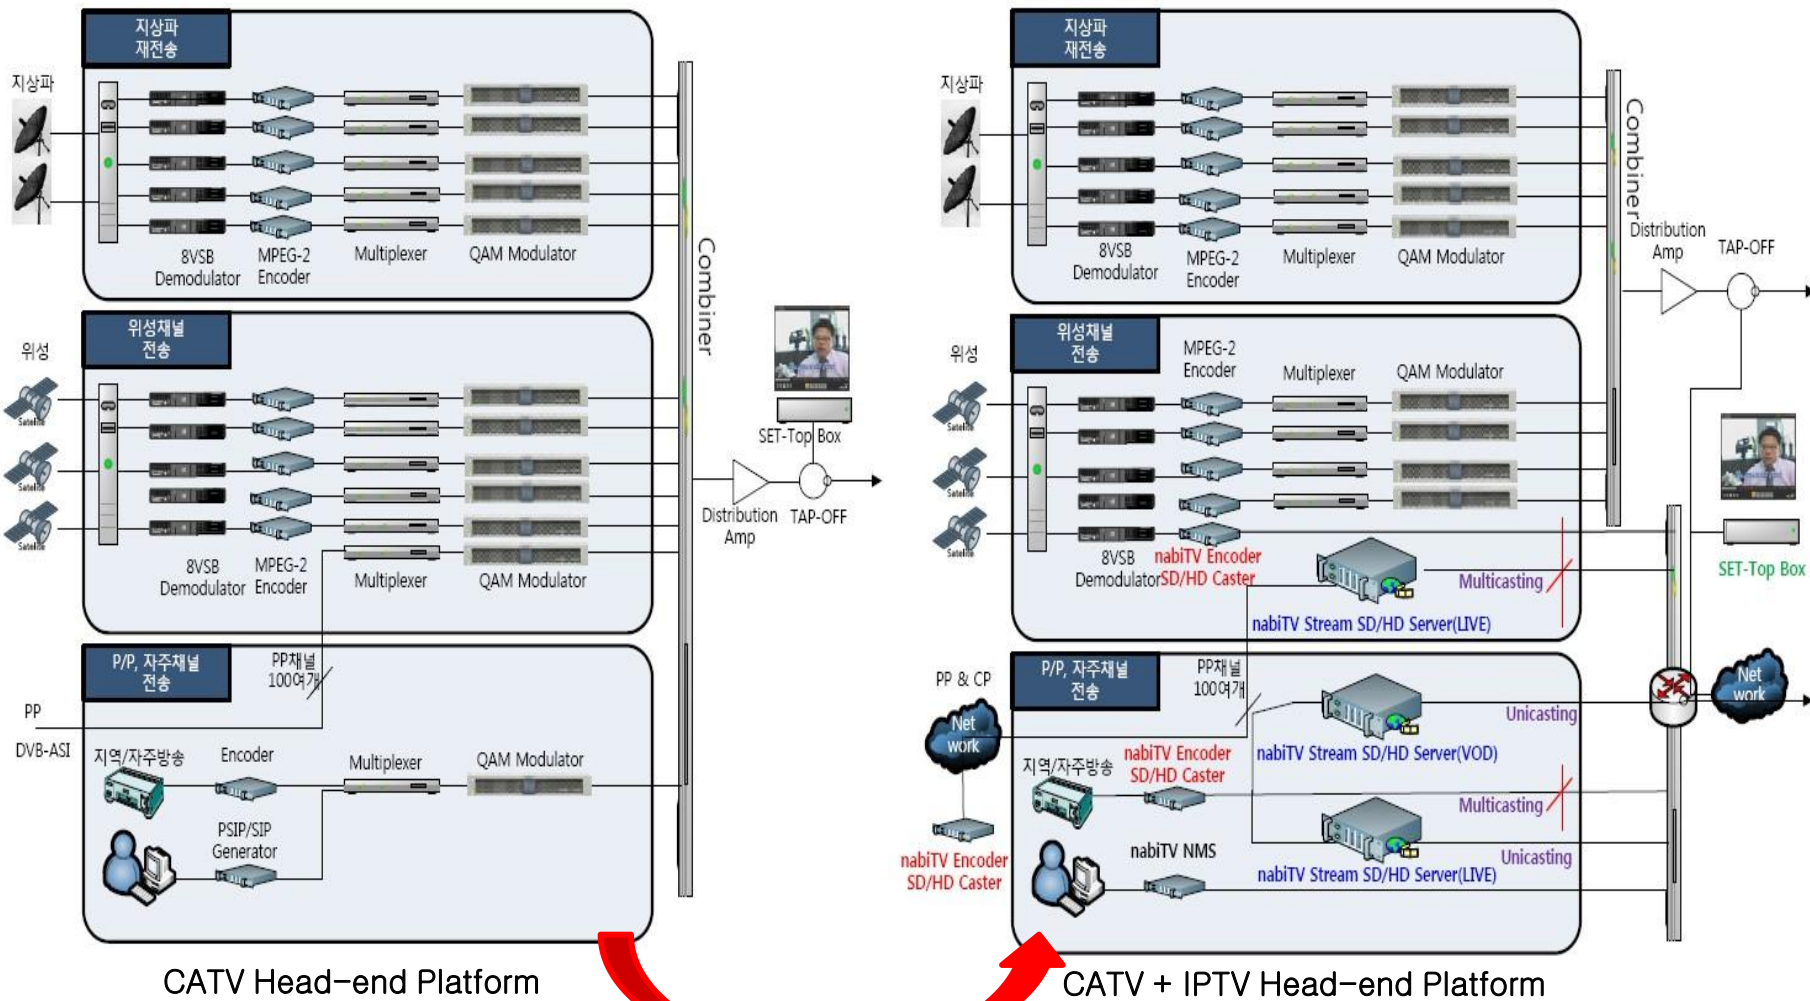 지상파
재전송
지상파
8VSB
Demodulator
MPEG-2
Encoder
Multiplexer
QAM Modulator
Combiner
위성채널
전송
위성
Satelite
Satelite
Satelite
8VSB
Demodulator
MPEG-2
Encoder
Multiplexer
QAM Modulator
SET-Top Box
Distribution
Amp
TAP-OFF
P/P, 자주채널
전송
PP채널
100여개
PP
DVB-ASI
지역/자주방송
Encoder
Multiplexer
QAM Modulator
PSIP/SIP
Generator
CATV Head-end Platform
지상파
재전송
지상파
8VSB
Demodulator
MPEG-2
Encoder
Multiplexer
QAM Modulator
Combiner
Distribution
Amp
TAP-OFF
위성채널
전송
위성
MPEG-2
Encoder
Multiplexer
QAM Modulator
Satelite
Satelite
Satelite
8VSB
Demodulator
nabiTV Encoder
SD/HD Caster
Multicasting
nabiTV Stream SD/HD Server(LIVE)
SET-Top Box
P/P, 자주채널
전송
PP채널
100여개
PP & CP
Net
work
Unicasting
nabiTV Stream SD/HD Server(VOD)
Net
work
지역/자주방송
nabiTV Encoder
SD/HD Caster
Multicasting
nabiTV Encoder
SD/HD Caster
nabiTV NMS
Unicasting
nabiTV Stream SD/HD Server(LIVE)
CATV + IPTV Head-end Platform